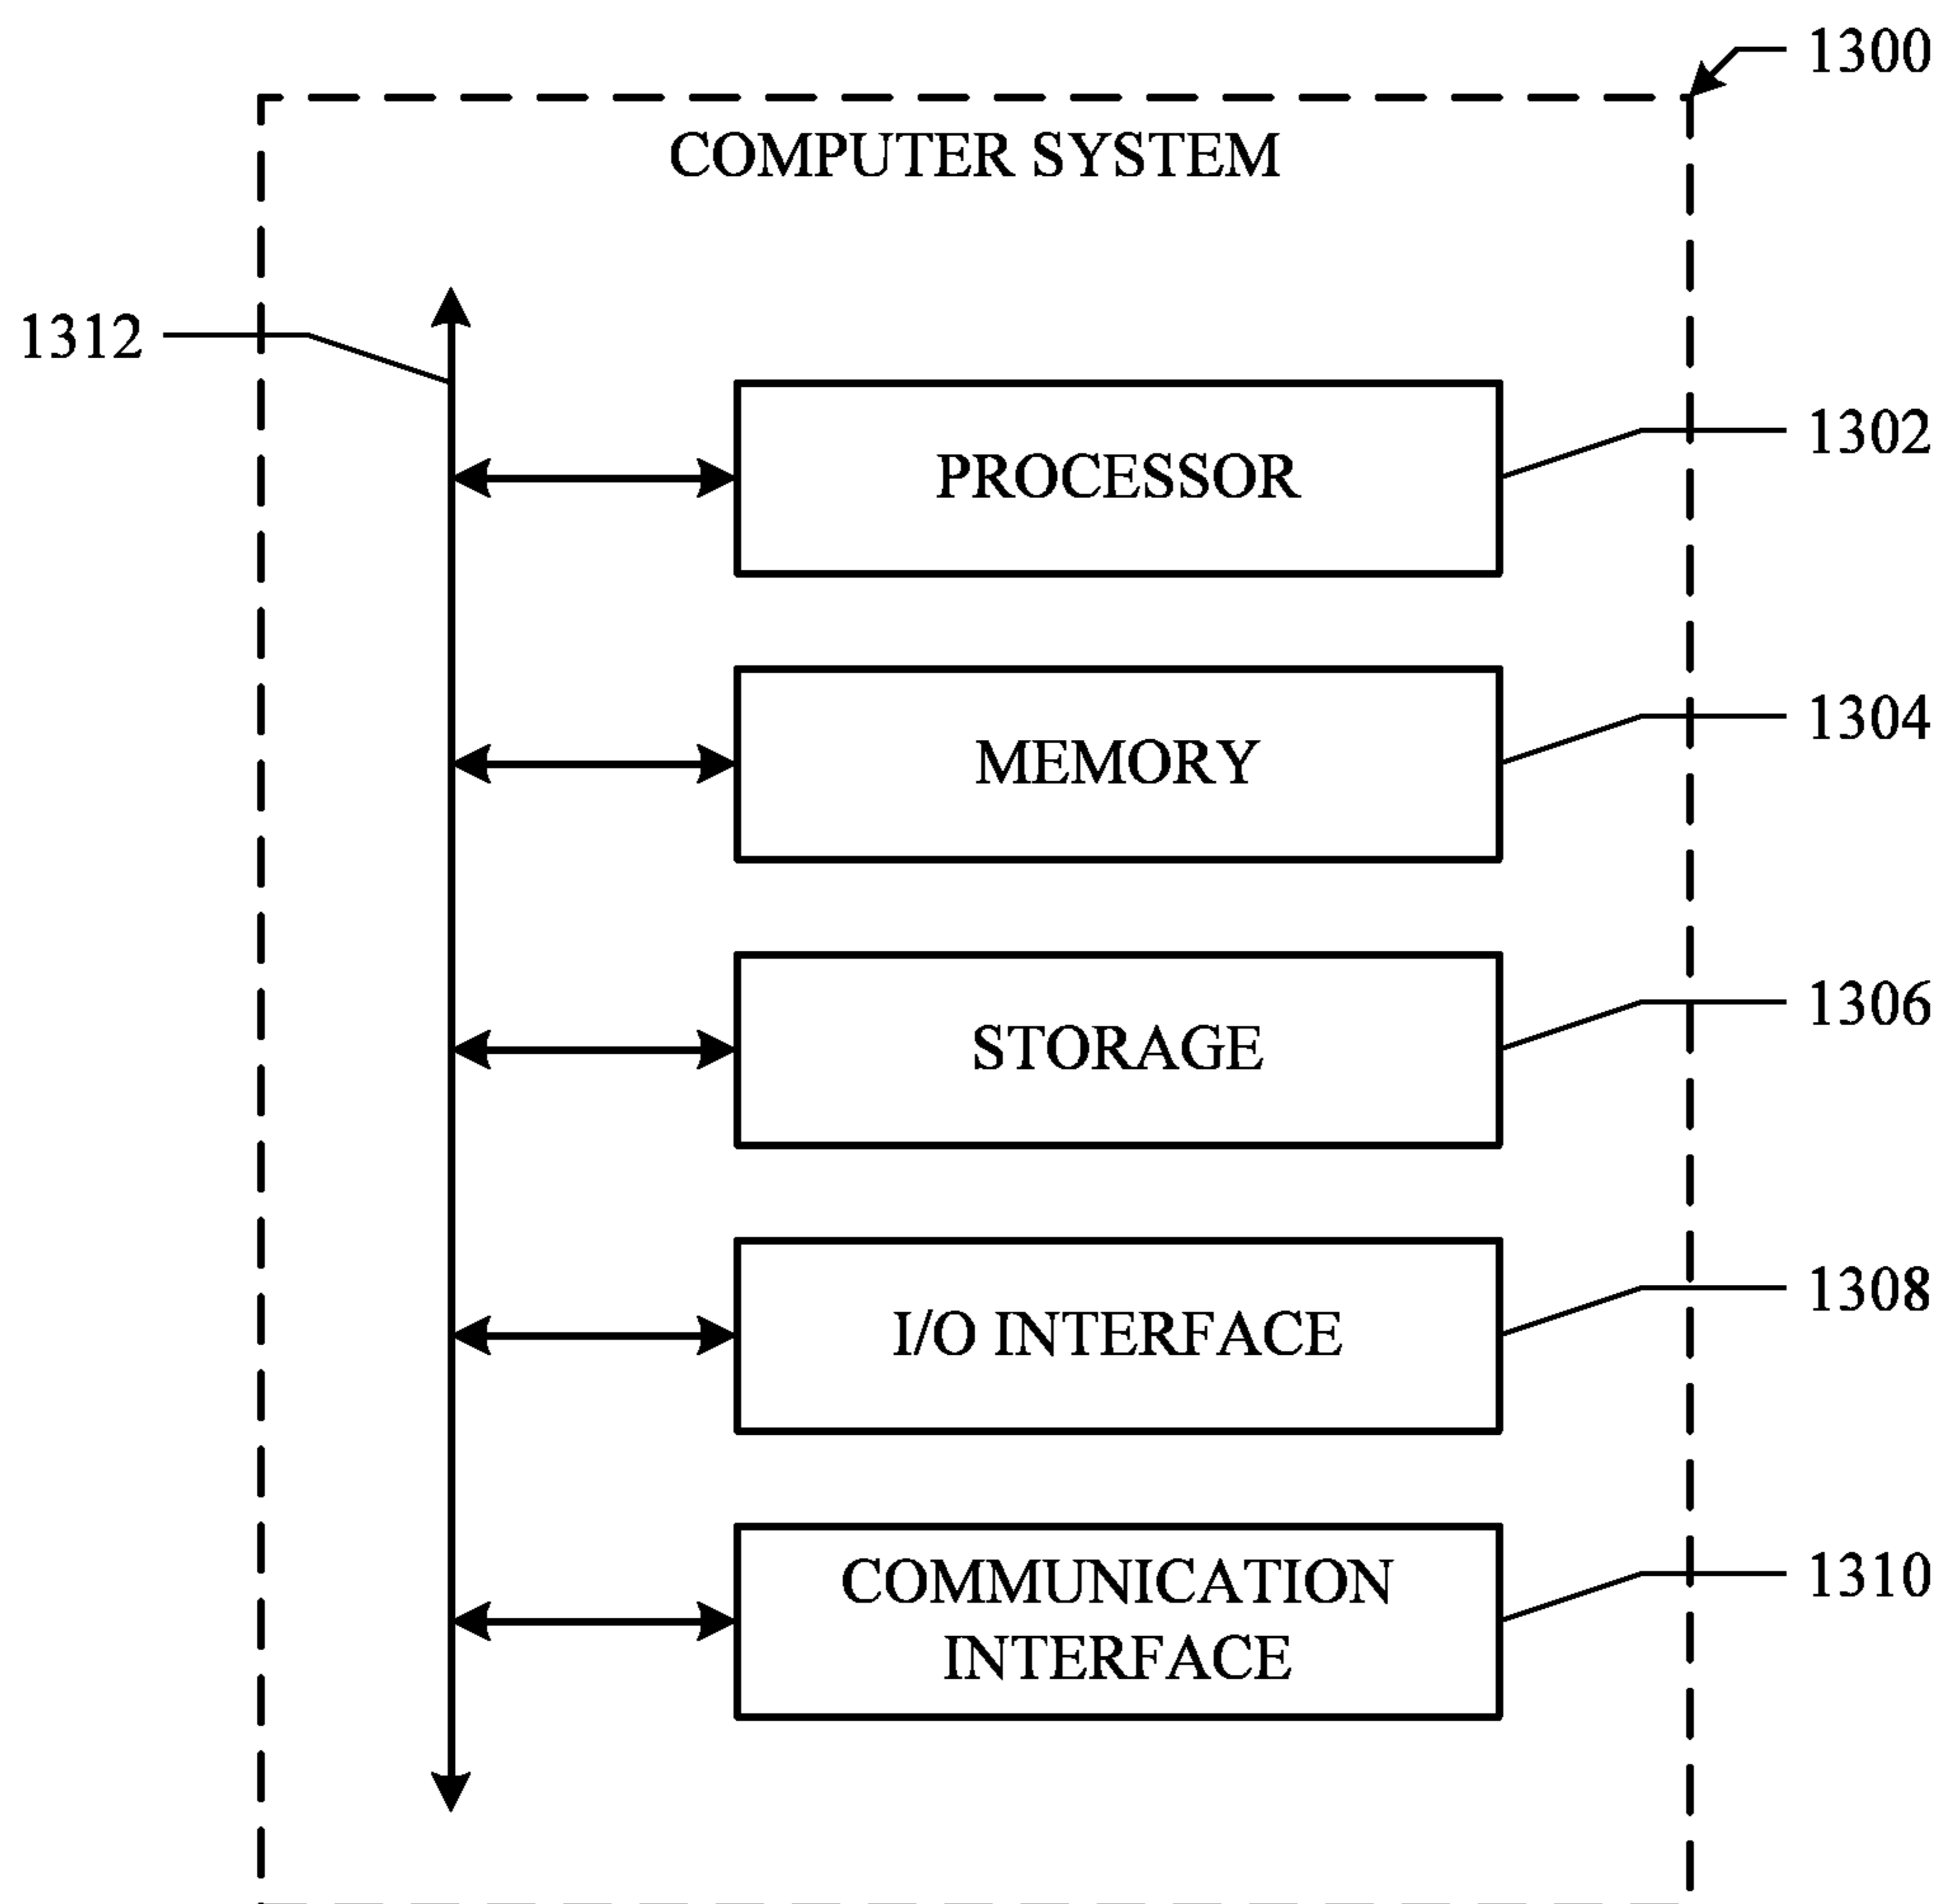 1300
COMPUTER SYSTEM
1312
1302
PROCESSOR
1304
MEMORY
1306
STORAGE
1308
I/O INTERFACE
1310
COMMUNICATION
INTERFACE